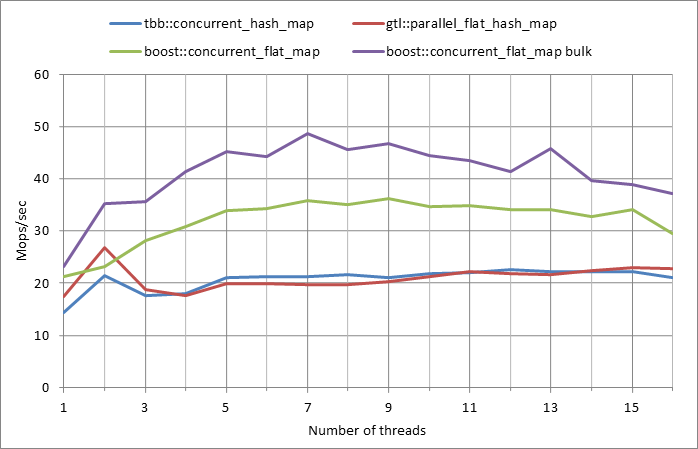 tbb::concurrent_hash_map gtl::parallel_flat_hash_map
boost::concurrent_flat_map boost::concurrent_flat_map bulk
60
50
40
30
20
10
0
Mops/sec
1 3 5 7 9 11 13 15
Number of threads